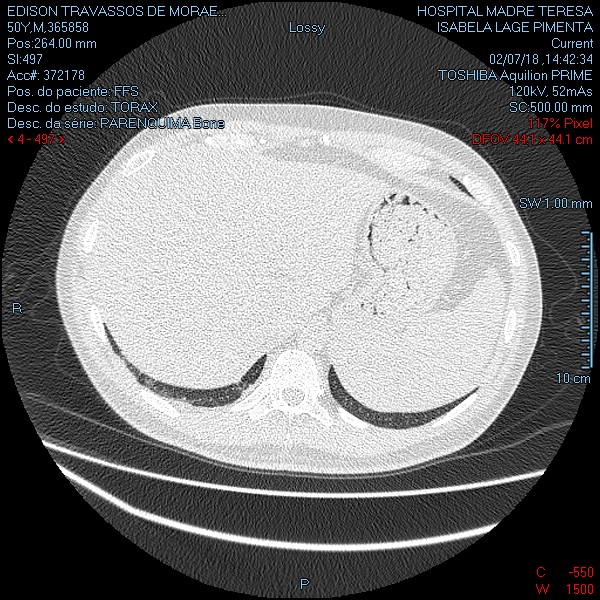 EDISON TRAVASSOS DE MORAE...
50Y,M,365858
Pos:264.00 mm
SI:497
Acc#: 372178
Pos. do paciente: FFS
Desc. do estudo: TORAX
Desc. da série: PARENQUIMA Bone
< 4 - 497 >
Lossy
HOSPITAL MADRE TERESA
ISABELA LAGE PIMENTA
Current
02/07/18 ,14:42:34
TOSHIBA Aquilion PRIME
120kV, 52mAs
SC:500.00 mm
117% Pixel
DFOV 44.1 x 44.1 cm
SW:1.00 mm
R
10 cm
P
C -550
W 1500